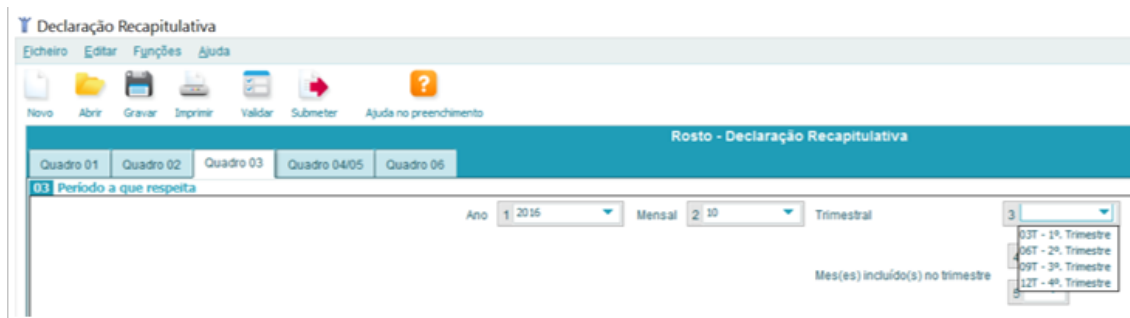 Declaração Recapitulativa
Ficheiro Editar Funções Ajuda
Novo Abrir Gravar Imprimir Validar Submeter Ajuda no preenchimento
Rosto - Declaração Recapitulativa
Quadro 01 Quadro 02 Quadro 03 Quadro 04/05 Quadro 06
03 Período a que respeita
Ano 1 2016 Mensal 2 10 Trimestral 3
03T - 1º. Trimestre
06T - 2º. Trimestre
09T - 3º. Trimestre
12T - 4º. Trimestre
Mes(es) incluído(s) no trimestre